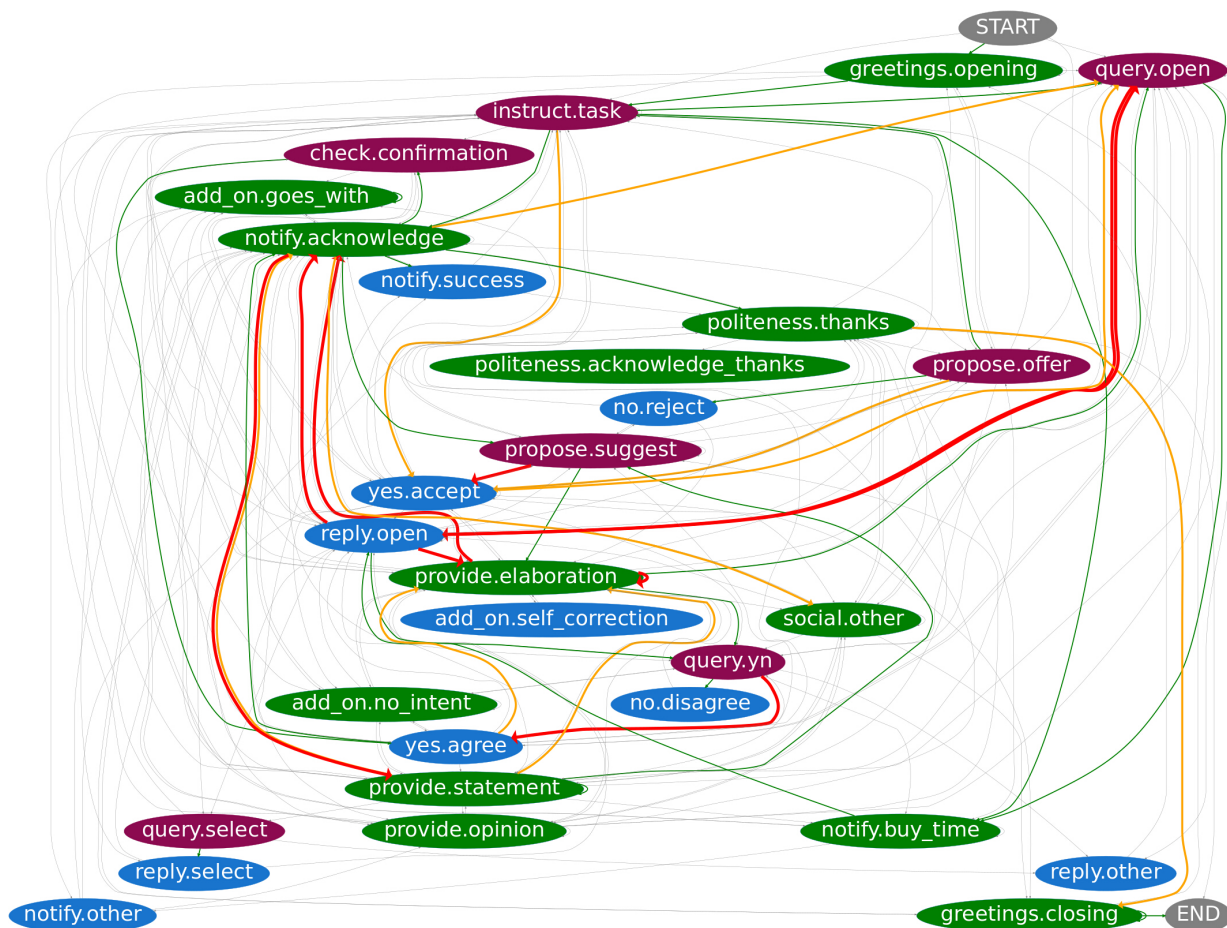 START
greetings.opening
query.open
instruct.task
check.confirmation
add_on.goes_with
notify.acknowledge
notify.success
politeness.thanks
politeness.acknowledge_thanks
propose.offer
no.reject
propose.suggest
yes.accept
reply.open
provide.elaboration
add_on.self_correction
social.other
query.yn
add_on.no_intent
no.disagree
yes.agree
provide.statement
query.select
provide.opinion
notify.buy_time
reply.select
reply.other
notify.other
greetings.closing
END